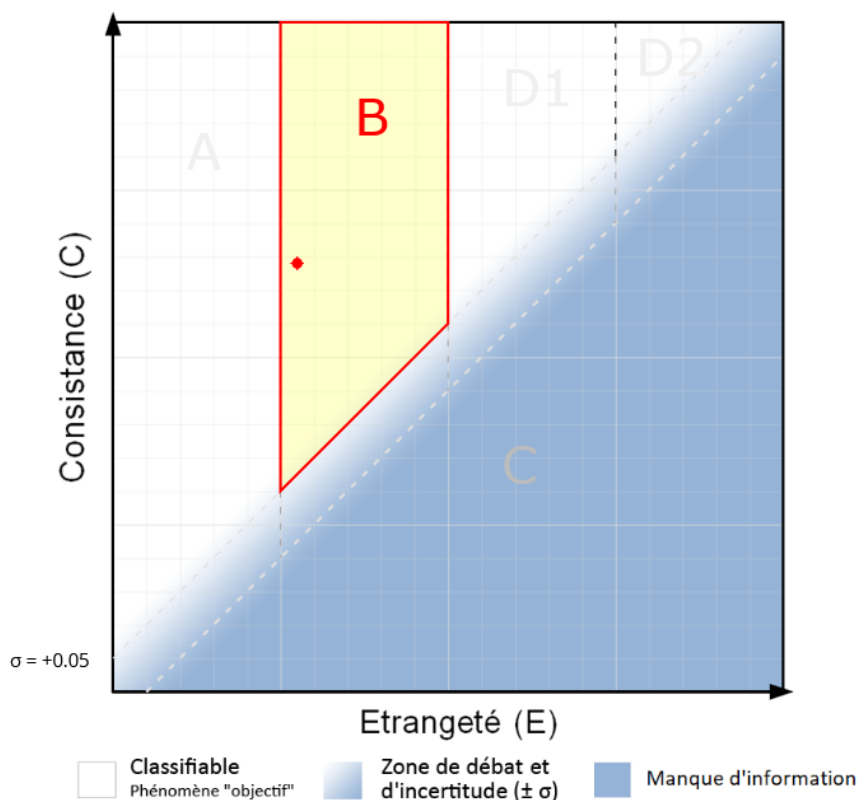 D2
D1
B
A
Consistance (C)
C
σ = +0.05
Etrangeté (E)
Classifiable
Phénomène "objectif"
Zone de débat et
d'incertitude (± σ)
Manque d'information